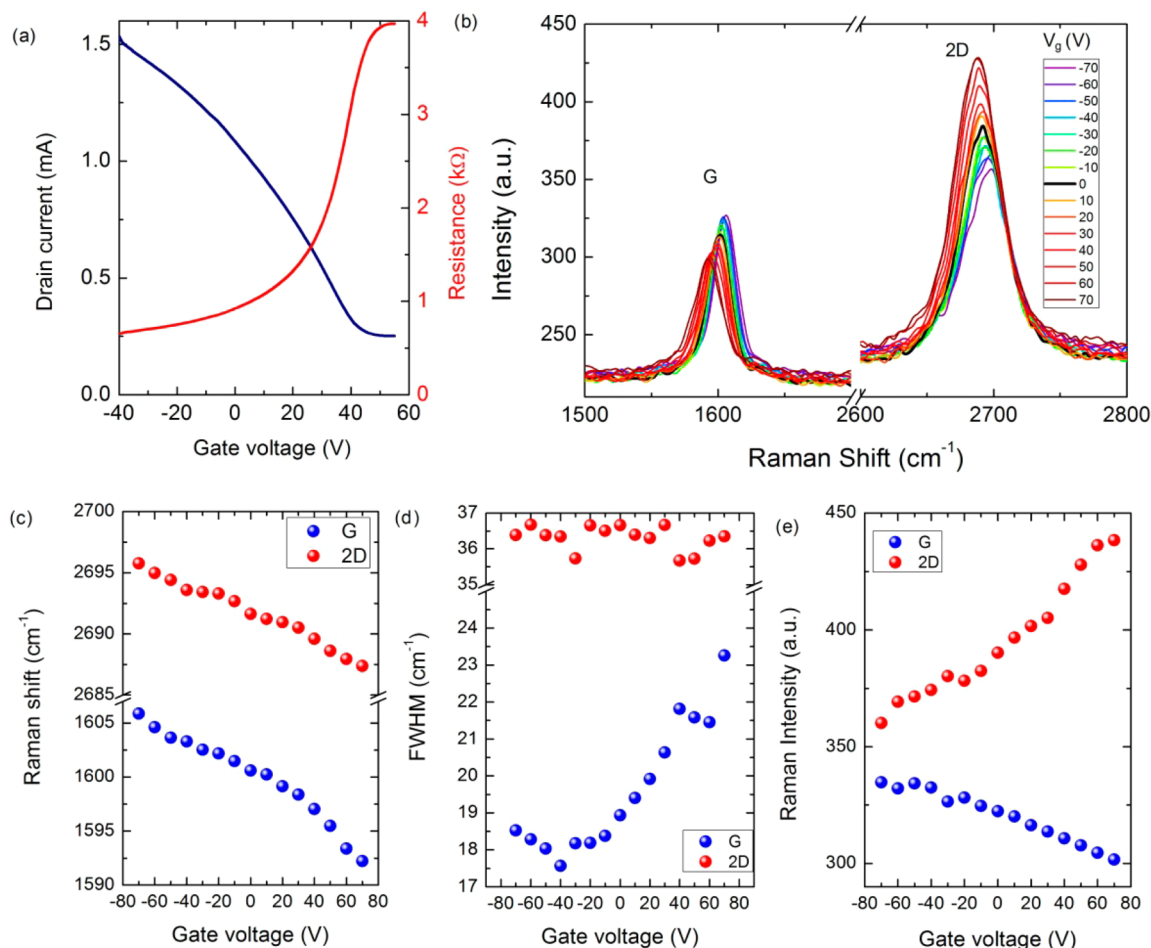 (a)
1.5
1.0
0.5
0.0
Drain current (mA)
4
3
2
1
0
Resistance (kΩ)
-40 -20 0 20 40 55
Gate voltage (V)
(b)
450
400
350
300
250
Intensity (a.u.)
G
2D
Vg (V)
-70
-60
-50
-40
-30
-20
-10
0
10
20
30
40
50
60
70
1500 1600 2600 2700 2800
Raman Shift (cm-1)
(c)
2700
2695
2690
2685
1605
1600
1595
1590
Raman shift (cm-1)
G
2D
-80 -60 -40 -20 0 20 40 60 80
Gate voltage (V)
(d)
37
36
35
24
23
22
21
20
19
18
17
FWHM (cm-1)
G
2D
-80 -60 -40 -20 0 20 40 60 80
Gate voltage (V)
(e)
450
400
350
300
Raman Intensity (a.u.)
G
2D
-80 -60 -40 -20 0 20 40 60 80
Gate voltage (V)